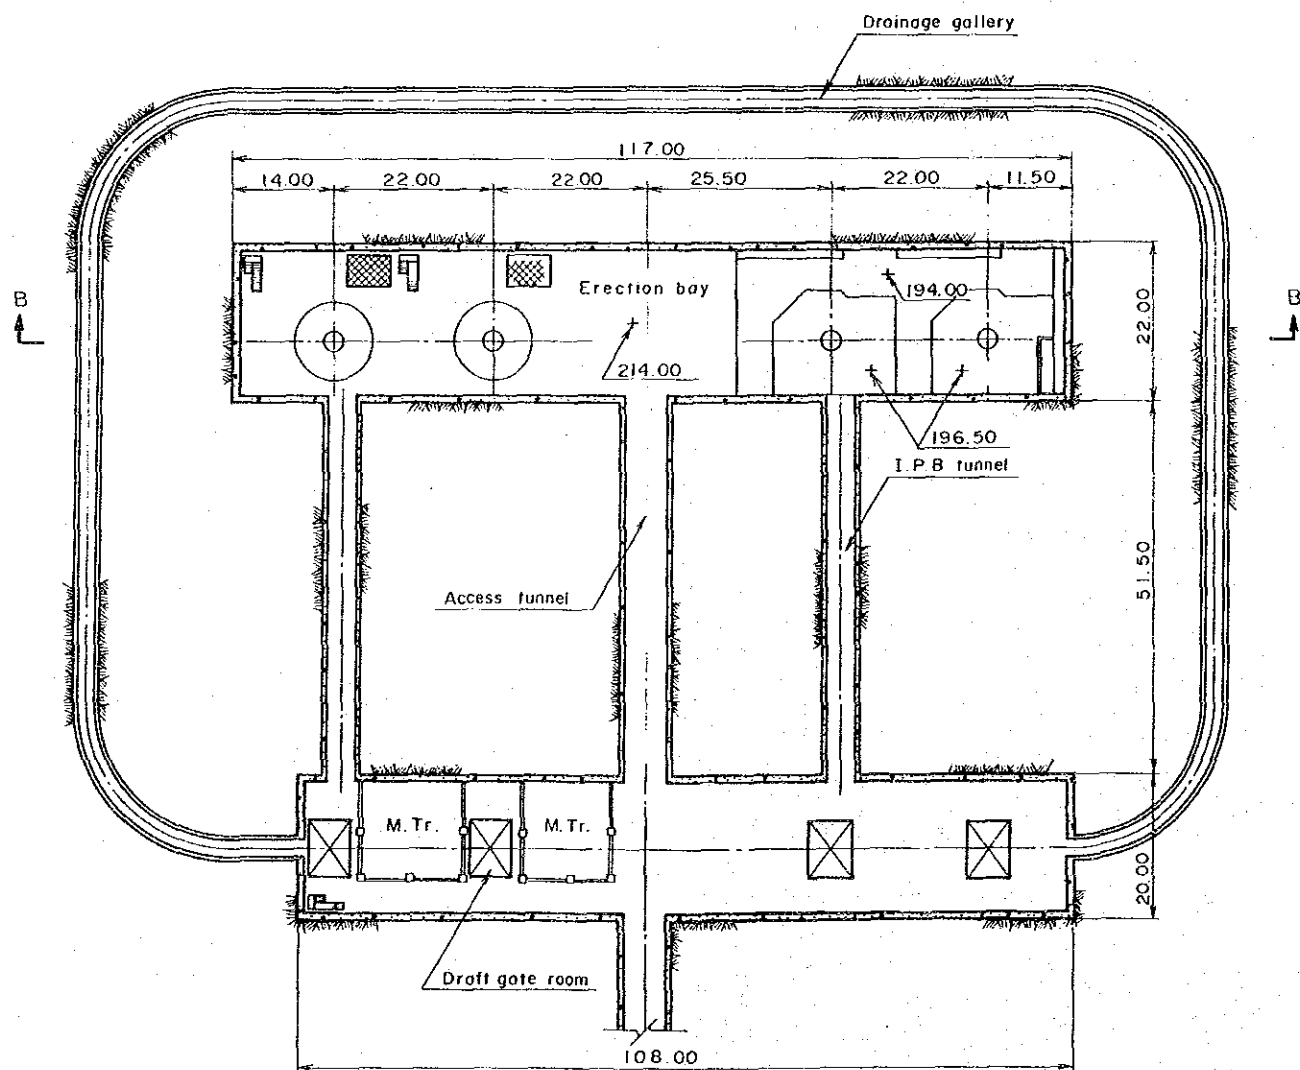 Drainage gallery
117.00
14.00
22.00
22.00
25.50
22.00
11.50
B
B
Erection bay
194.00
22.00
214.00
196.50
I.P.B tunnel
Access tunnel
51.50
M.Tr.
M.Tr.
20.00
Draft gate room
108.00